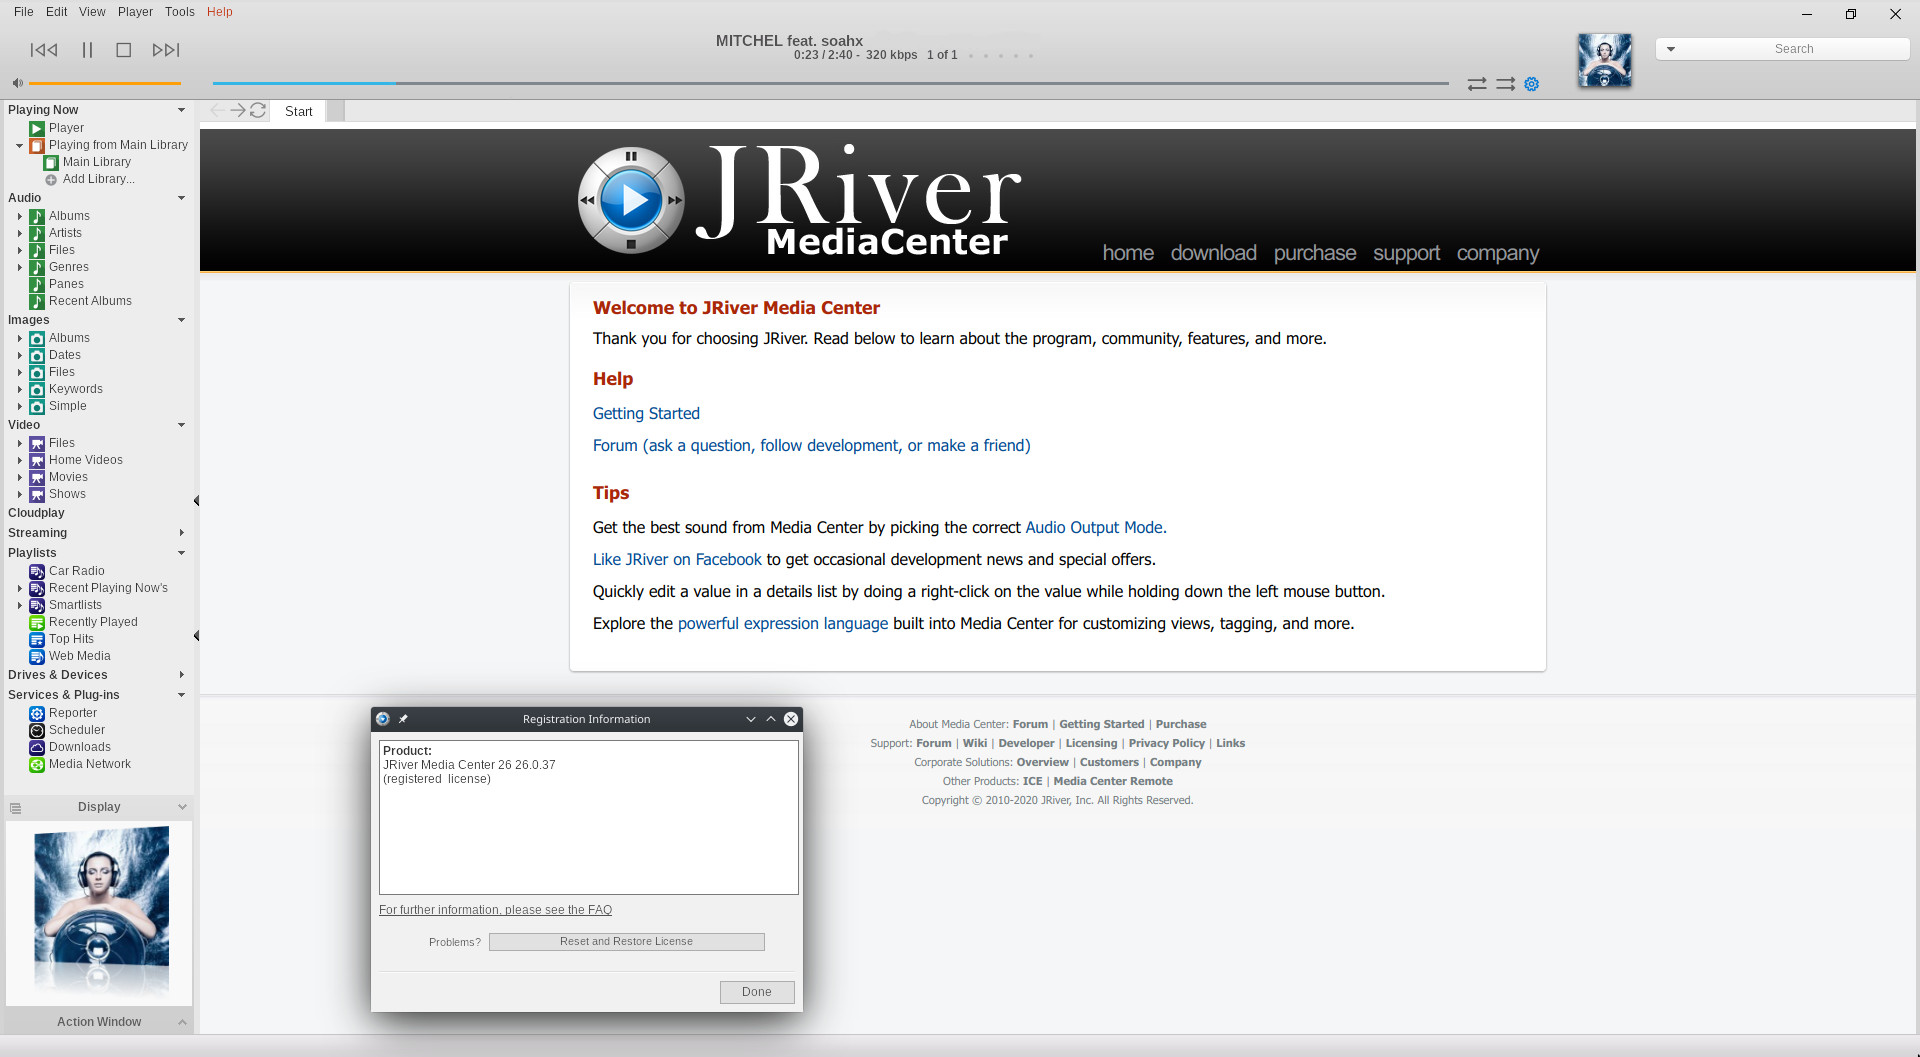 File Edit View Player Tools Help
MITCHEL feat. soahx
0:23 / 2:40 - 320 kbps 1 of 1
Search
Playing Now
Player
Playing from Main Library
Main Library
Add Library...
Audio
Albums
Artists
Files
Genres
Panes
Recent Albums
Images
Albums
Dates
Files
Keywords
Simple
Video
Files
Home Videos
Movies
Shows
Cloudplay
Streaming
Playlists
Car Radio
Recent Playing Now's
Smartlists
Recently Played
Top Hits
Web Media
Drives & Devices
Services & Plug-ins
Reporter
Scheduler
Downloads
Media Network
Display
Action Window
Start
JRiver
MediaCenter
home download purchase support company
Welcome to JRiver Media Center
Thank you for choosing JRiver. Read below to learn about the program, community, features, and more.
Help
Getting Started
Forum (ask a question, follow development, or make a friend)
Tips
Get the best sound from Media Center by picking the correct Audio Output Mode.
Like JRiver on Facebook to get occasional development news and special offers.
Quickly edit a value in a details list by doing a right-click on the value while holding down the left mouse button.
Explore the powerful expression language built into Media Center for customizing views, tagging, and more.
About Media Center: Forum | Getting Started | Purchase
Support: Forum | Wiki | Developer | Licensing | Privacy Policy | Links
Corporate Solutions: Overview | Customers | Company
Other Products: ICE | Media Center Remote
Copyright © 2010-2020 JRiver, Inc. All Rights Reserved.
Registration Information
Product:
JRiver Media Center 26 26.0.37
(registered license)
For further information, please see the FAQ
Problems? Reset and Restore License
Done